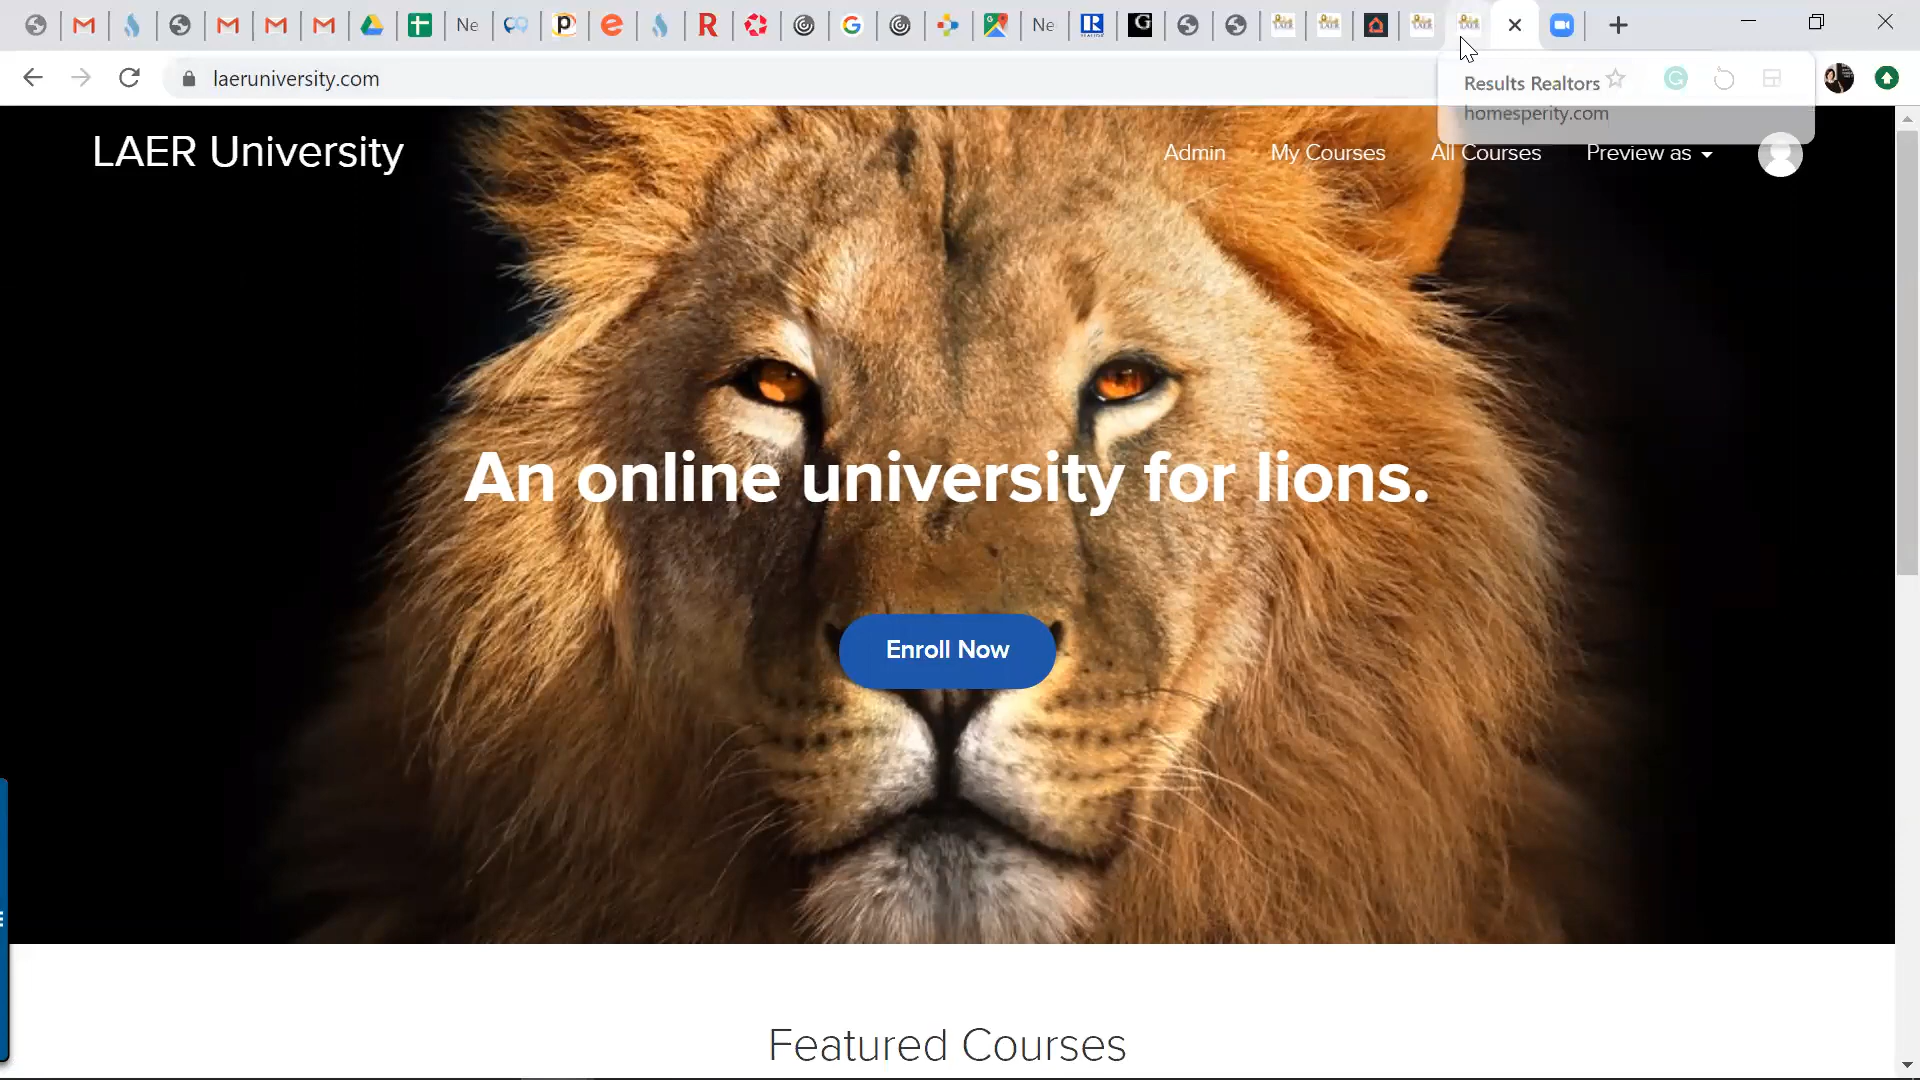 Ne
Ne
laeruniversity.com
Results Realtors
homesperity.com
LAER University
Admin
My Courses
All Courses
Preview as
An online university for lions.
Enroll Now
Featured Courses